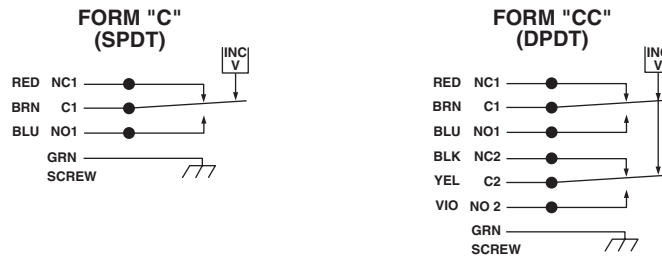 FORM "C"
(SPDT)
INC
V
RED NC1
BRN C1
BLU NO1
GRN
SCREW
FORM "CC"
(DPDT)
INC
V
RED NC1
BRN C1
BLU NO1
BLK NC2
YEL C2
VIO NO 2
GRN
SCREW